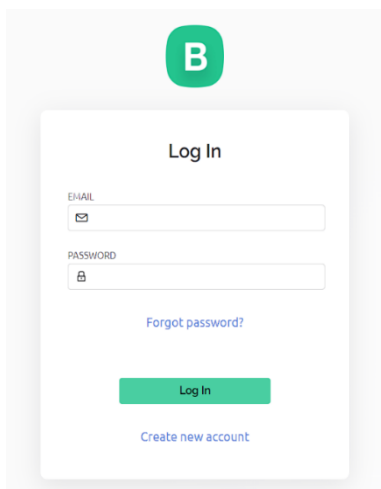 B
Log In
EMAIL
PASSWORD
Forgot password?
Log In
Create new account